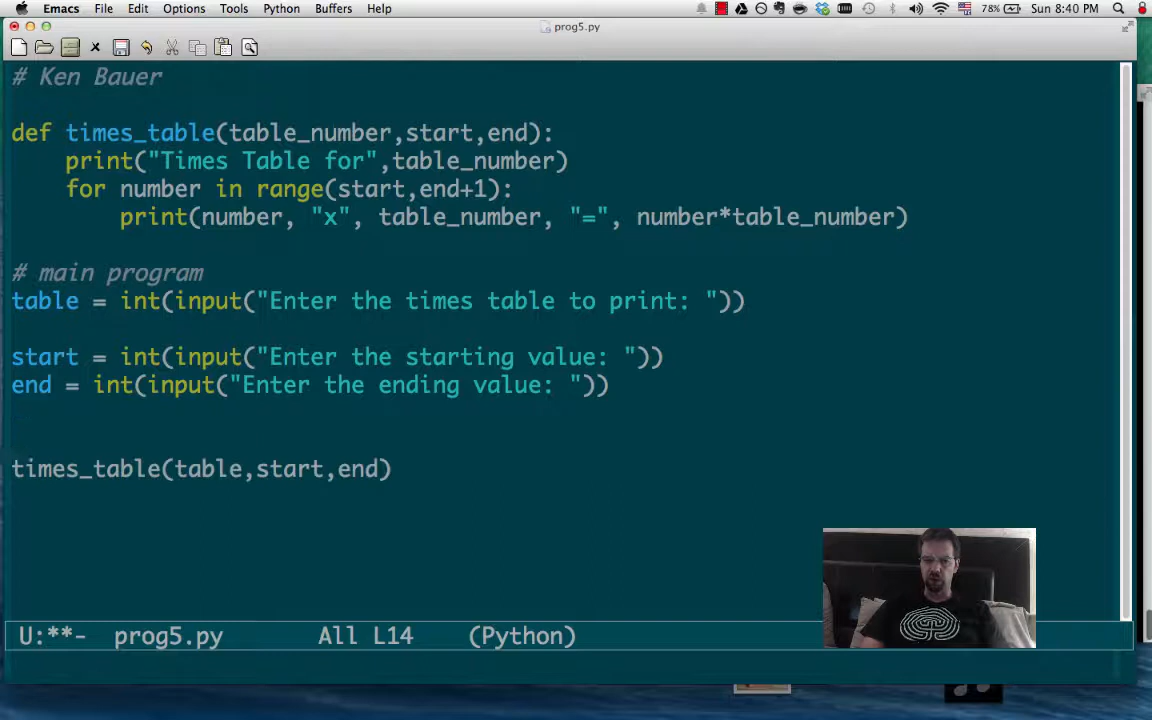 Emacs File Edit Options Tools Python Buffers Help 78% Sun 8:40 PM
prog5.py
# Ken Bauer
def times_table(table_number,start,end):
print("Times Table for",table_number)
for number in range(start,end+1):
print(number, "x", table_number, "=", number*table_number)
# main program
table = int(input("Enter the times table to print: "))
start = int(input("Enter the starting value: "))
end = int(input("Enter the ending value: "))
times_table(table,start,end)
U:**- prog5.py All L14 (Python)